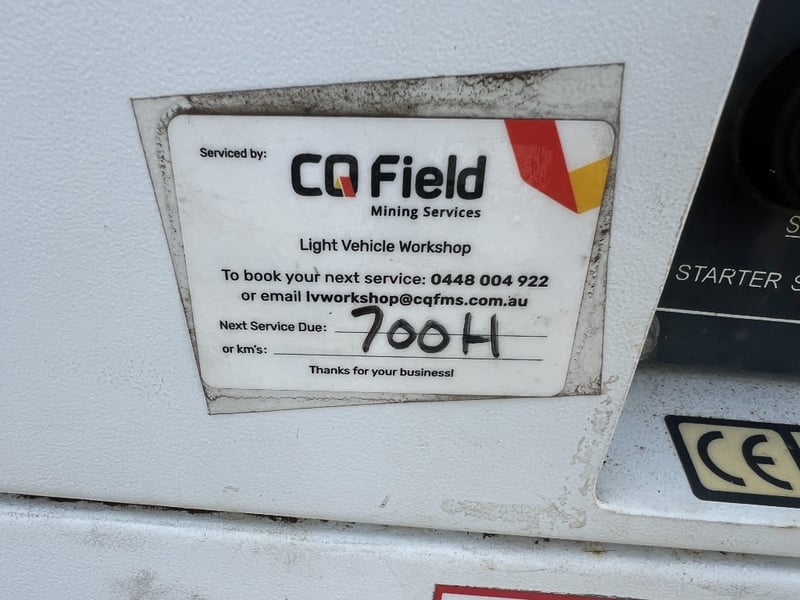 Serviced by:
CQ Field
Mining Services
Light Vehicle Workshop
To book your next service: 0448 004 922
or email lvworkshop@cqfms.com.au
Next Service Due: 700H
or km's:
Thanks for your business!
STARTER
CE